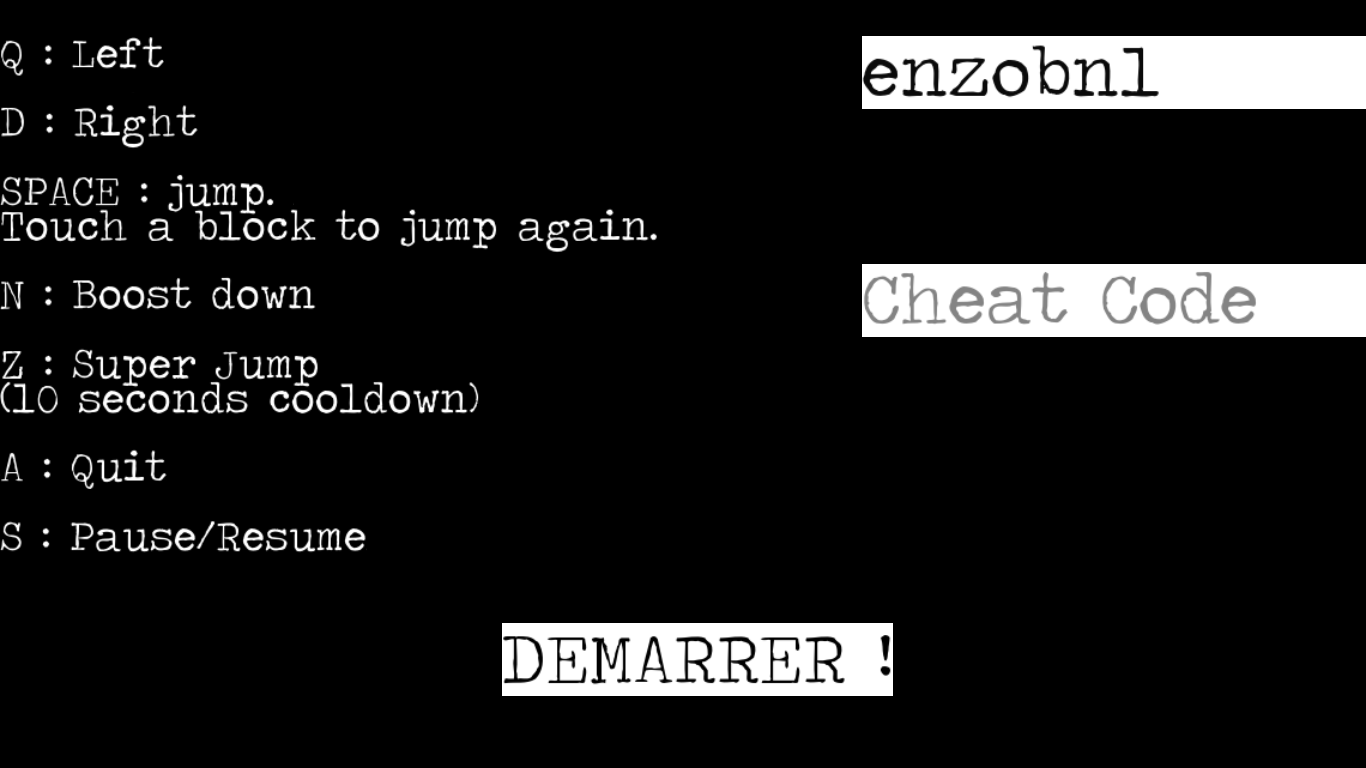 Q : Left
D : Right
SPACE : jump.
Touch a block to jump again.
N : Boost down
Z : Super Jump
(10 seconds cooldown)
A : Quit
S : Pause/Resume
enzobnl
Cheat Code
DEMARRER !